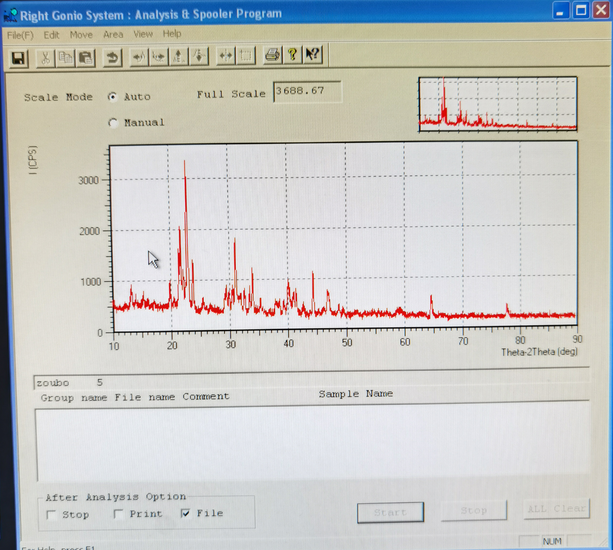 Right Gonio System : Analysis & Spooler Program
File(F) Edit Move Area View Help
Scale Mode Auto Full Scale 3688.67
Manual
I (CPS)
3000
2000
1000
0
10 20 30 40 50 60 70 80 90
Theta-2Theta (deg)
zoubo 5
Group name File name Comment Sample Name
After Analysis Option
Stop Print File
Start Stop ALL Clear
For Help, press F1
NUM